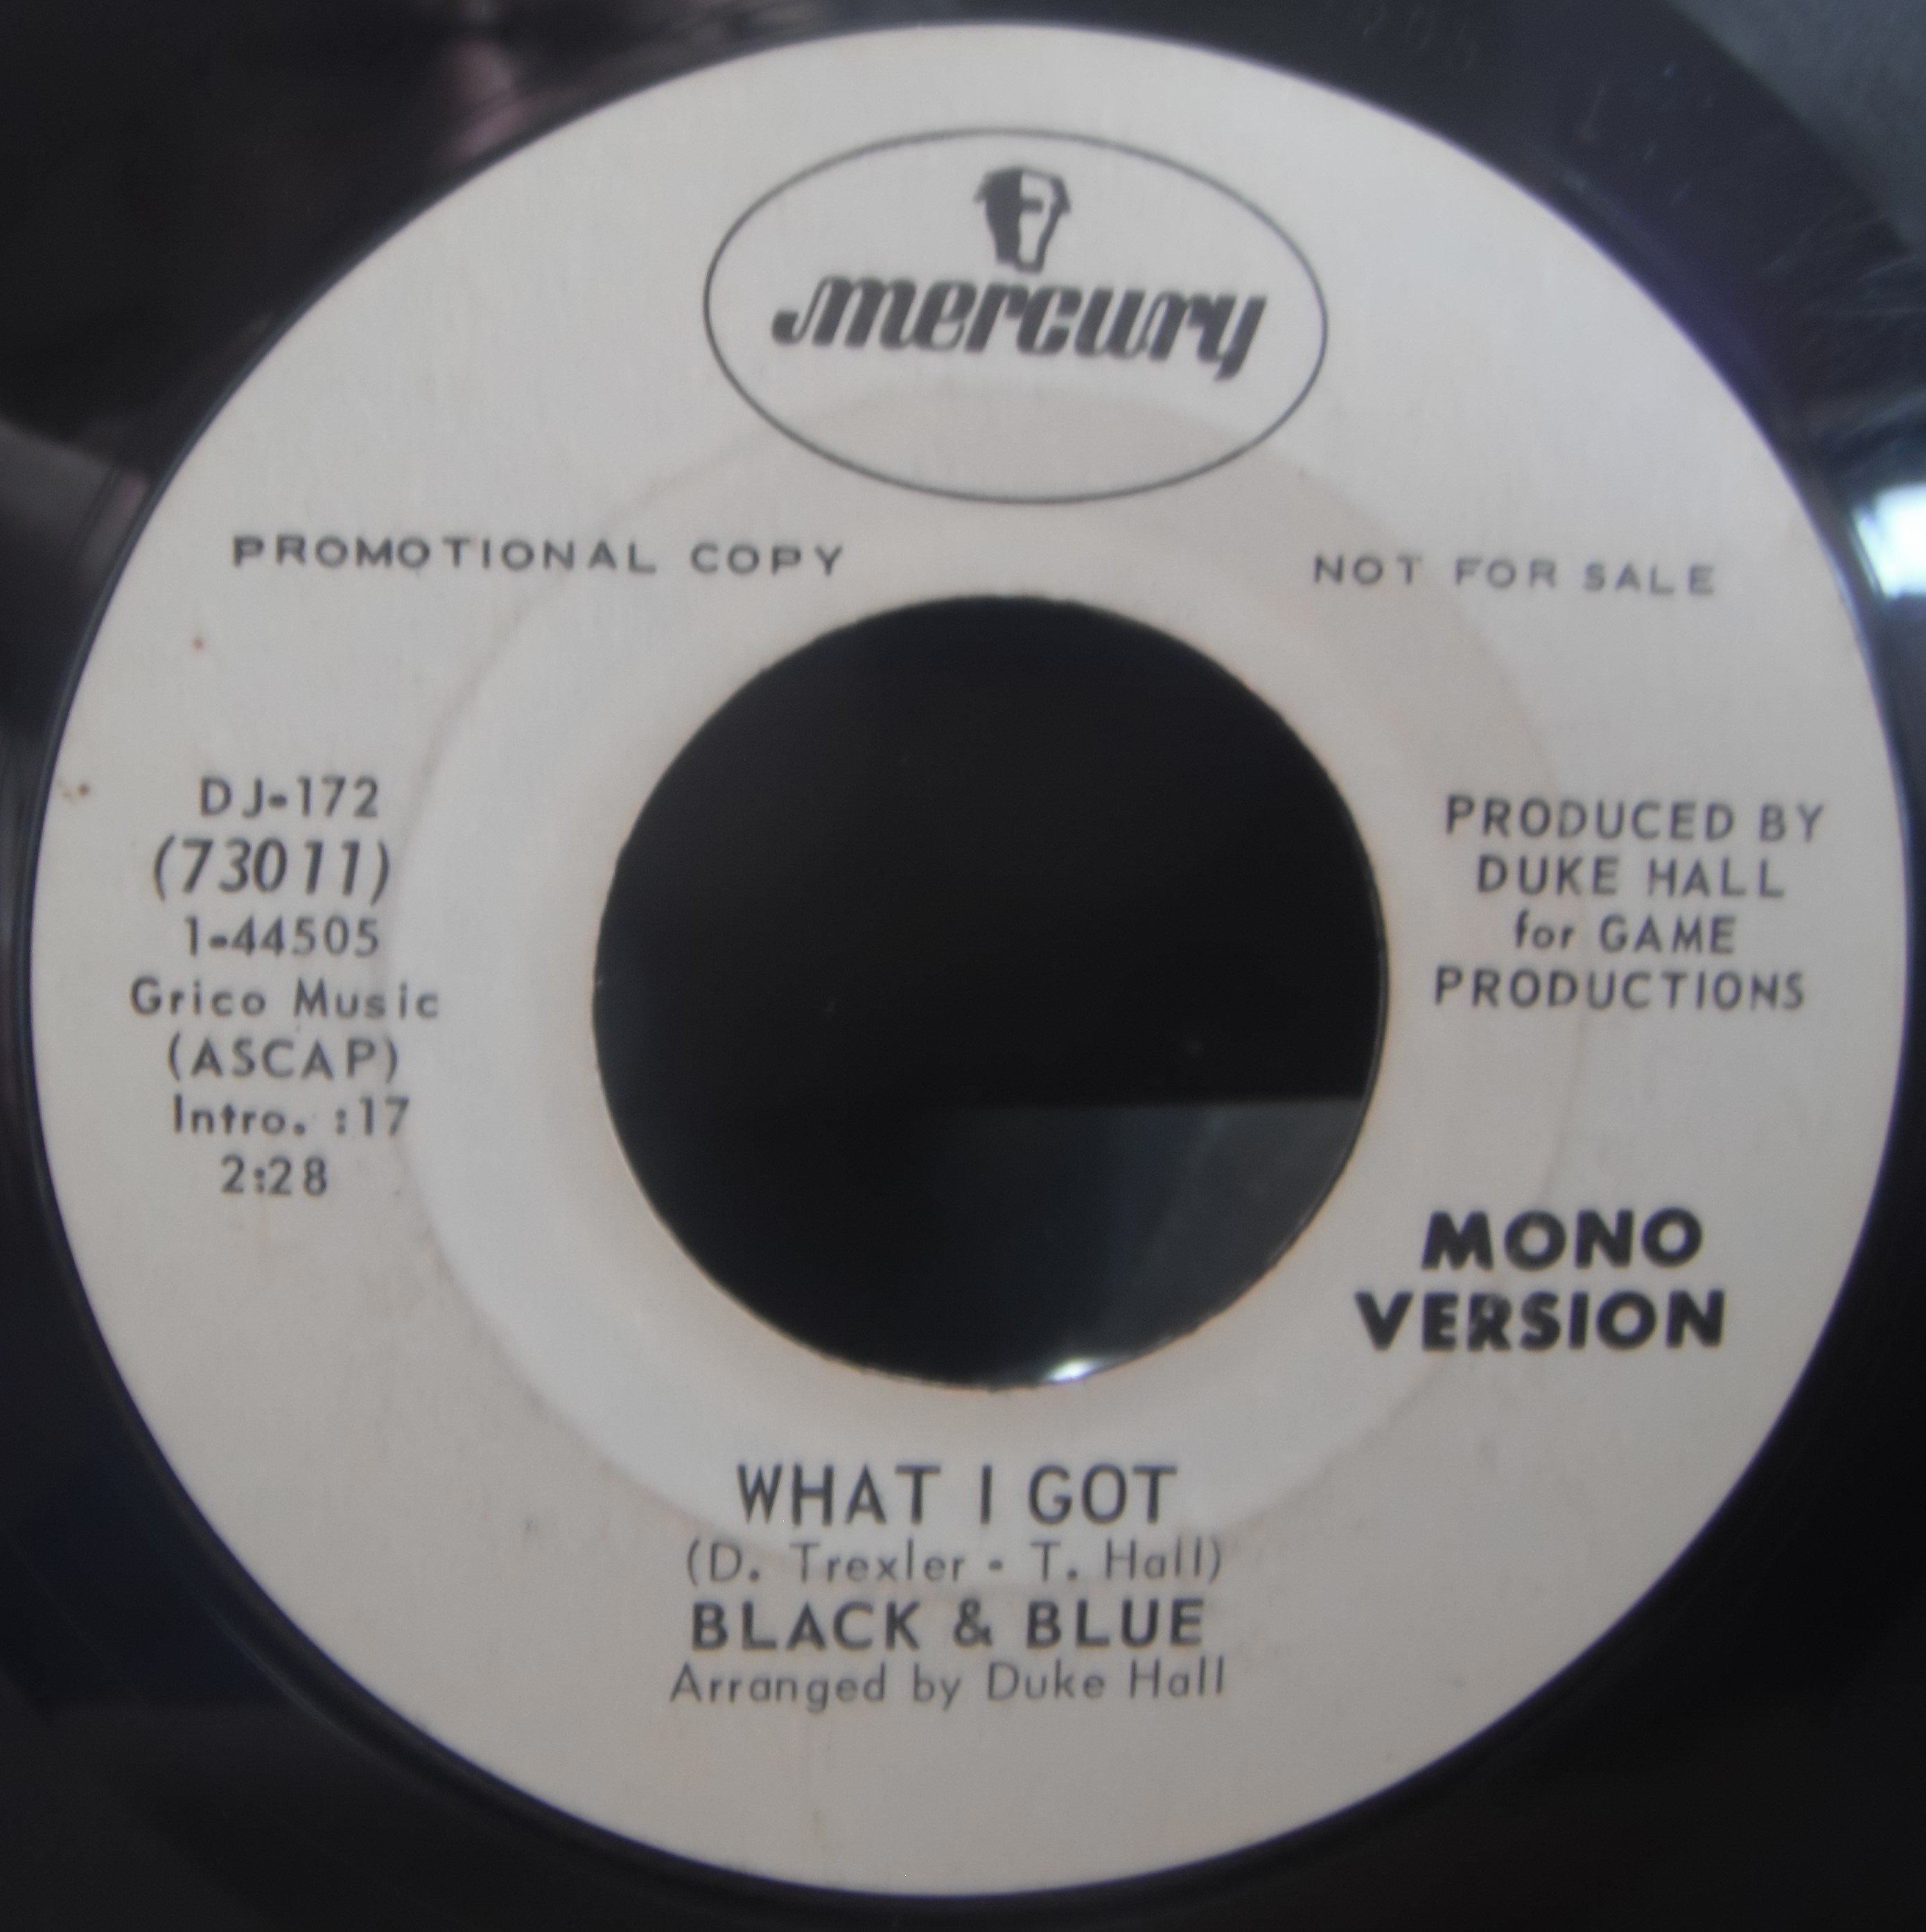 mercury
PROMOTIONAL COPY
NOT FOR SALE
DJ-172
(73011)
1-44505
Grico Music
(ASCAP)
Intro. :17
2:28
PRODUCED BY
DUKE HALL
for GAME
PRODUCTIONS
MONO
VERSION
WHAT I GOT
(D. Trexler - T. Hall)
BLACK & BLUE
Arranged by Duke Hall